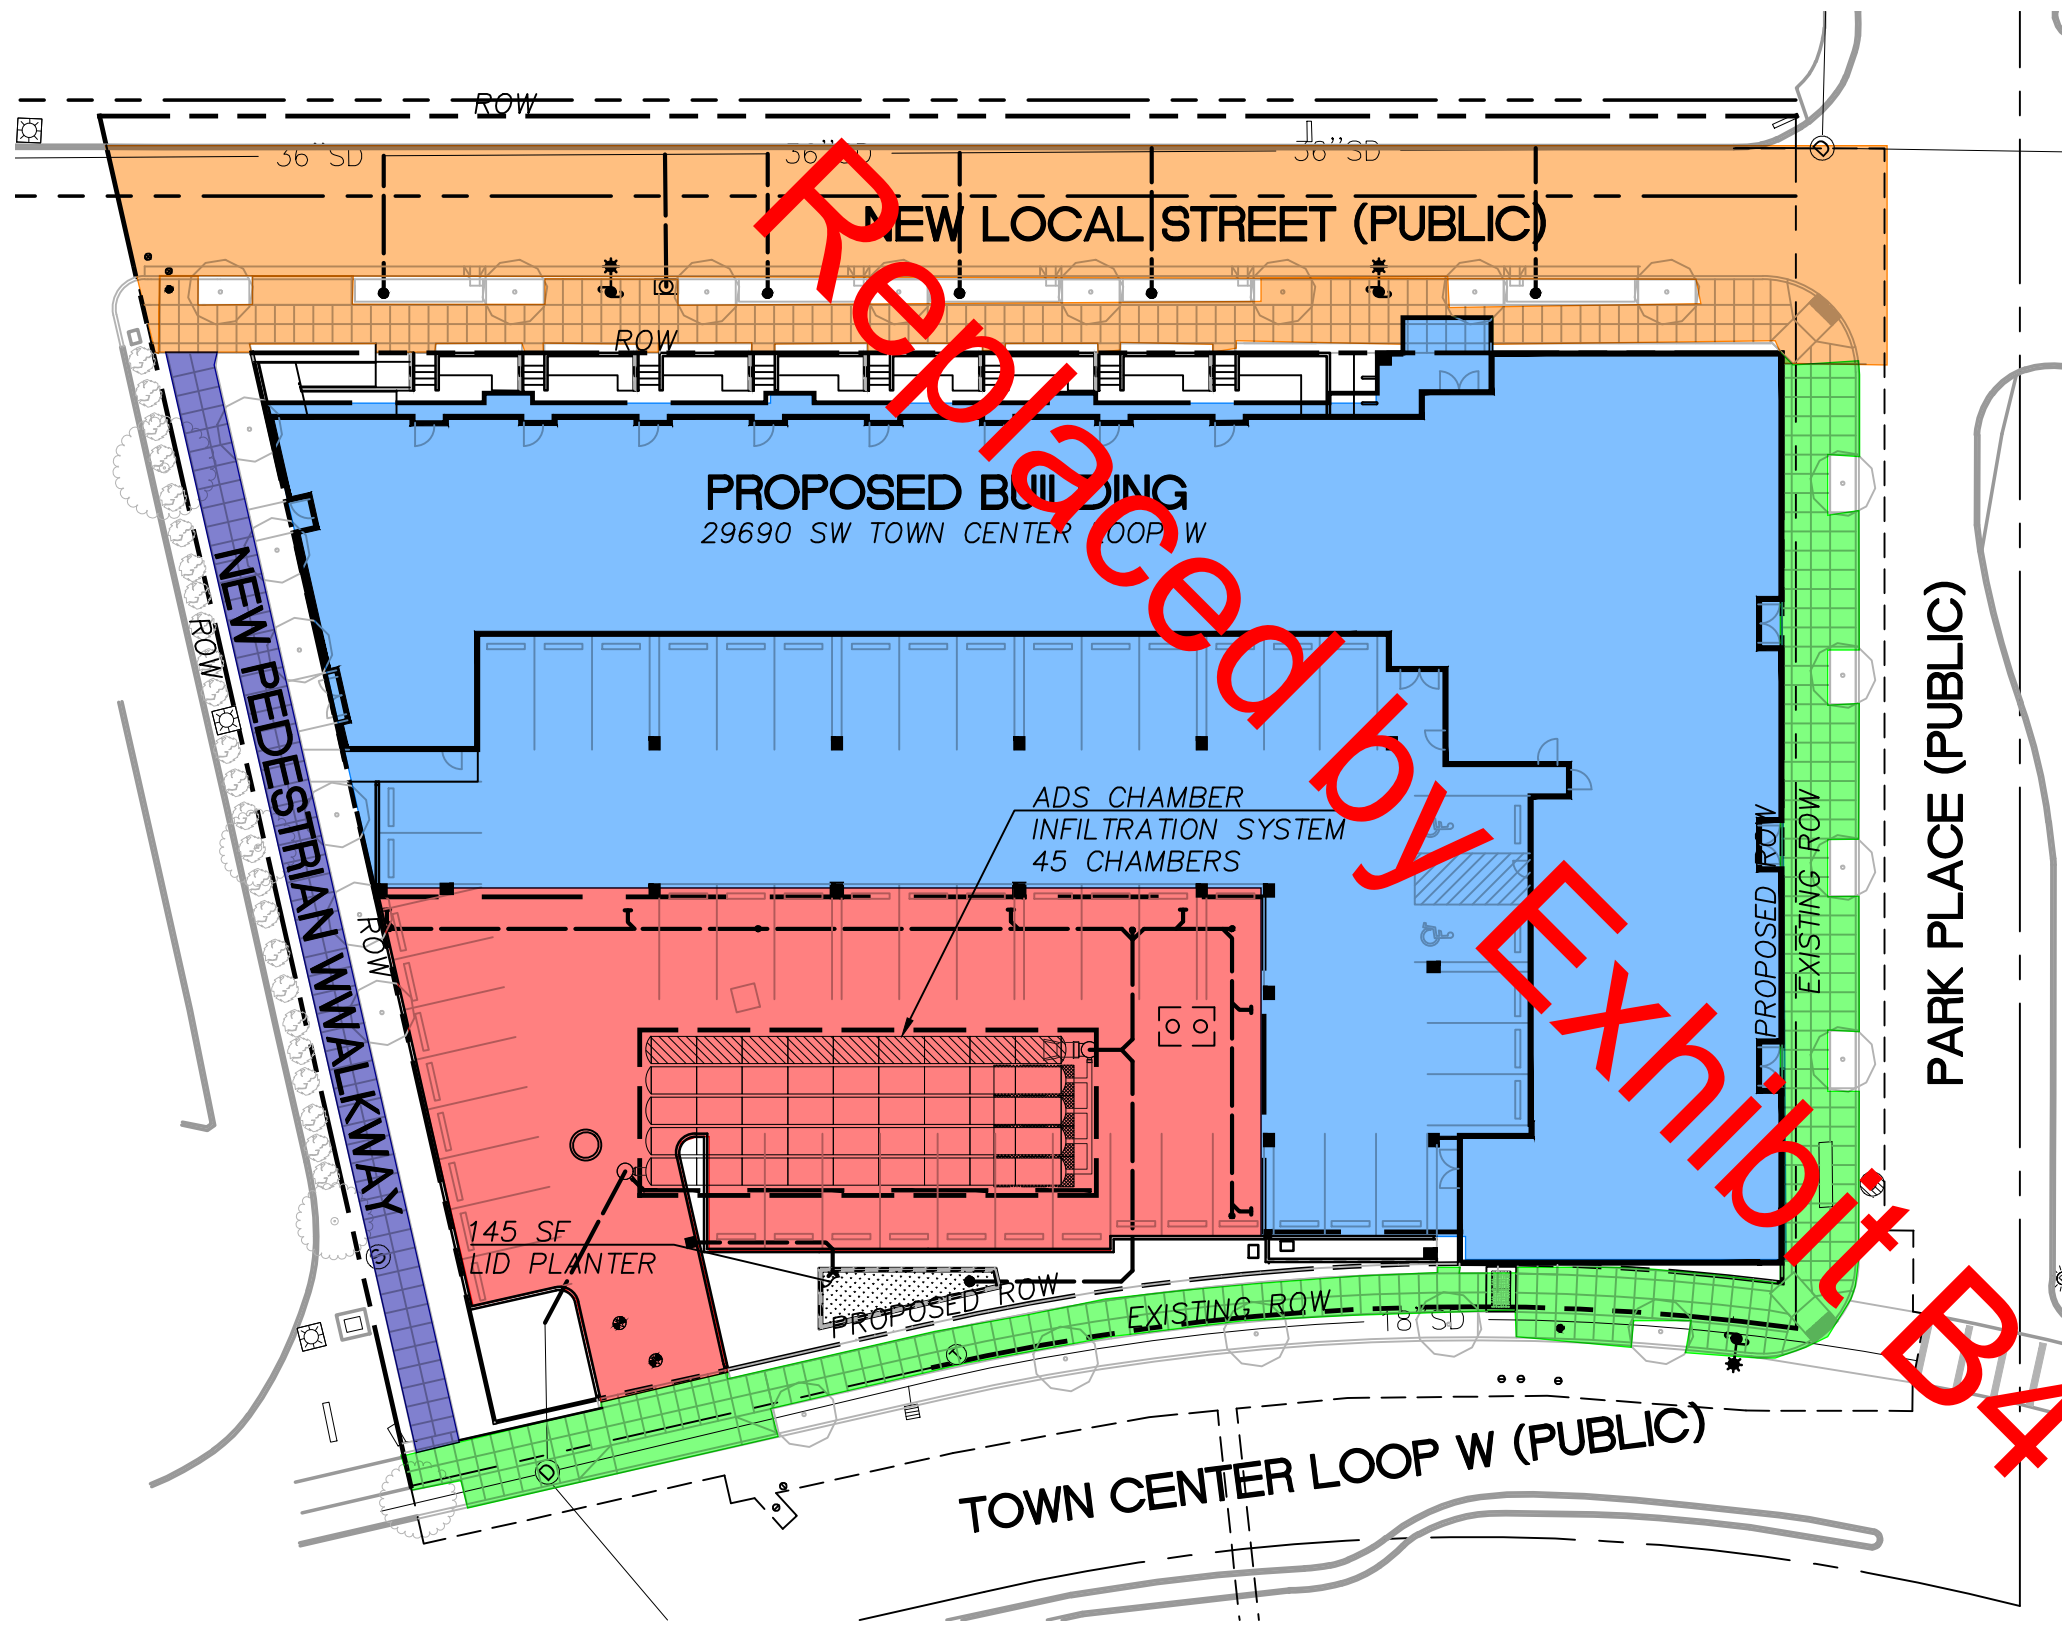 ROW
36"SD
36"SD
36"SD
D
NEW LOCAL STREET (PUBLIC)
ROW
PROPOSED BUILDING
29690 SW TOWN CENTER LOOP W
Replaced by Exhibit B4
NEW PEDESTRIAN WWALKWAY
ROW
ROW
ADS CHAMBER
INFILTRATION SYSTEM
45 CHAMBERS
PROPOSED ROW
EXISTING ROW
PARK PLACE (PUBLIC)
145 SF
LID PLANTER
S
PROPOSED ROW
EXISTING ROW
18"SD
T
D
TOWN CENTER LOOP W (PUBLIC)